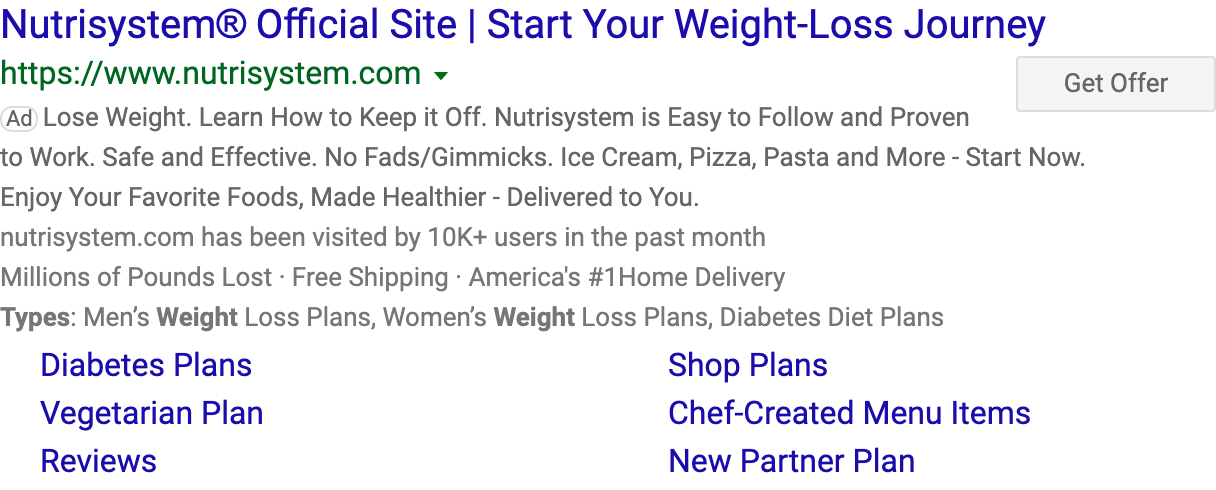 Nutrisystem® Official Site | Start Your Weight-Loss Journey
https://www.nutrisystem.com
Get Offer
Ad Lose Weight. Learn How to Keep it Off. Nutrisystem is Easy to Follow and Proven
to Work. Safe and Effective. No Fads/Gimmicks. Ice Cream, Pizza, Pasta and More - Start Now.
Enjoy Your Favorite Foods, Made Healthier - Delivered to You.
nutrisystem.com has been visited by 10K+ users in the past month
Millions of Pounds Lost · Free Shipping · America's #1Home Delivery
Types: Men’s Weight Loss Plans, Women’s Weight Loss Plans, Diabetes Diet Plans
Diabetes Plans
Shop Plans
Vegetarian Plan
Chef-Created Menu Items
Reviews
New Partner Plan